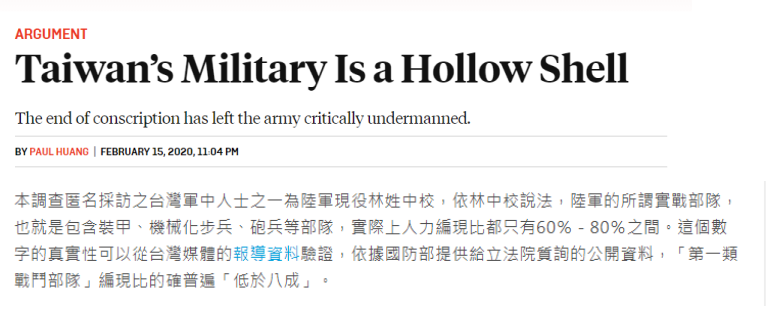 ARGUMENT
Taiwan’s Military Is a Hollow Shell
The end of conscription has left the army critically undermanned.
BY PAUL HUANG | FEBRUARY 15, 2020, 11:04 PM
本調查匿名採訪之台灣軍中人士之一為陸軍現役林姓中校，依林中校說法，陸軍的所謂實戰部隊，
也就是包含裝甲、機械化步兵、砲兵等部隊，實際上人力編現比都只有60% - 80%之間。這個數
字的真實性可以從台灣媒體的報導資料驗證，依據國防部提供給立法院質詢的公開資料，「第一類
戰鬥部隊」編現比的確普遍「低於八成」。